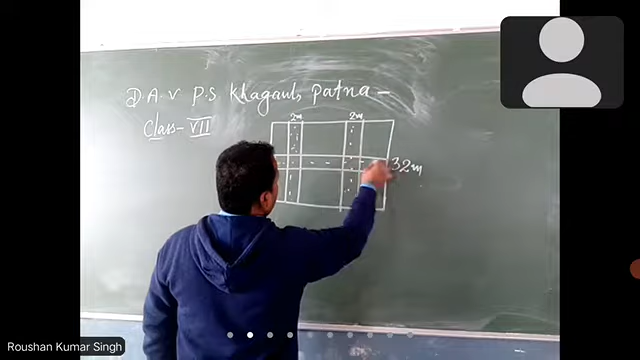 D.A.V P.S Khagaul, Patna -
Class - VII
2m 2m
32m
Roushan Kumar Singh